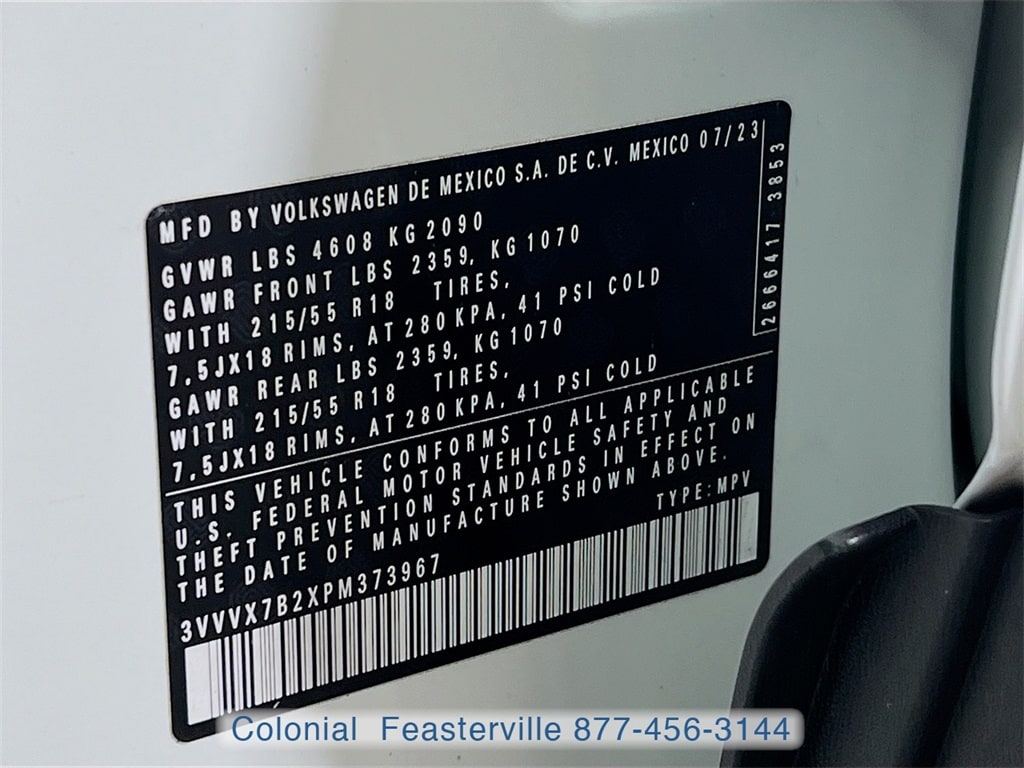 MFD BY VOLKSWAGEN DE MEXICO S.A. DE C.V. MEXICO 07/23
GVWR LBS 4608 KG 2090
GAWR FRONT LBS 2359, KG 1070
WITH 215/55 R18 TIRES,
7,5JX18 RIMS, AT 280 KPA, 41 PSI COLD
GAWR REAR LBS 2359, KG 1070
WITH 215/55 R18 TIRES,
7,5JX18 RIMS, AT 280 KPA, 41 PSI COLD
2666417 3853
THIS VEHICLE CONFORMS TO ALL APPLICABLE
U.S. FEDERAL MOTOR VEHICLE SAFETY AND
THEFT PREVENTION STANDARDS IN EFFECT ON
THE DATE OF MANUFACTURE SHOWN ABOVE.
3VVVX7B2XPM373967 TYPE: MPV
Colonial Feasterville 877-456-3144